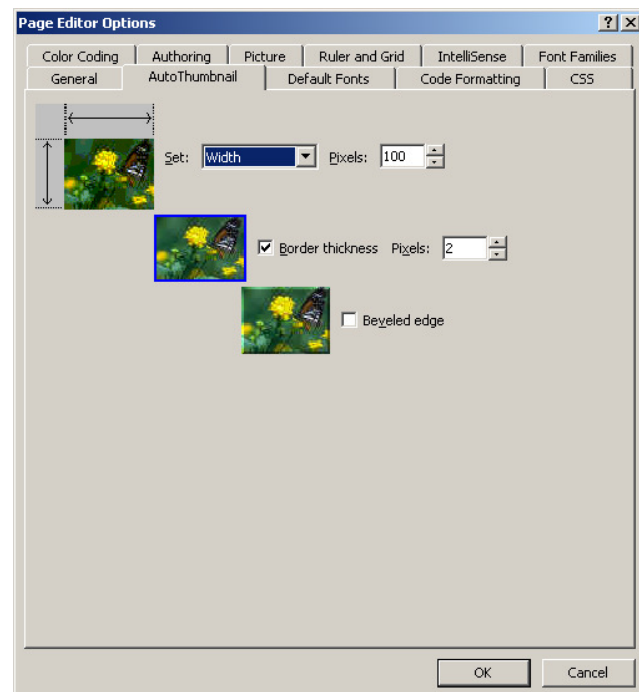 Page Editor Options
Color Coding Authoring Picture Ruler and Grid IntelliSense Font Families
General AutoThumbnail Default Fonts Code Formatting CSS
Set: Width Pixels: 100
Border thickness Pixels: 2
Beveled edge
OK Cancel